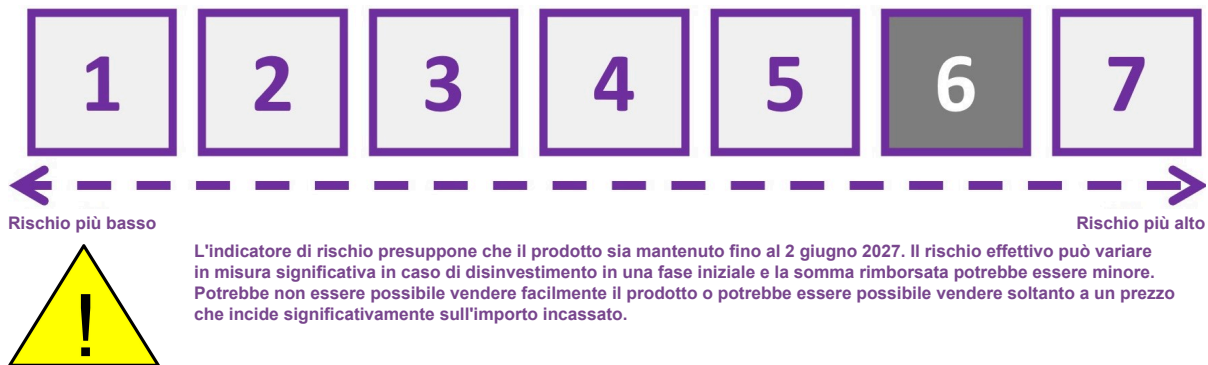 1 2 3 4 5 6 7
Rischio più basso Rischio più alto
L'indicatore di rischio presuppone che il prodotto sia mantenuto fino al 2 giugno 2027. Il rischio effettivo può variare
in misura significativa in caso di disinvestimento in una fase iniziale e la somma rimborsata potrebbe essere minore.
Potrebbe non essere possibile vendere facilmente il prodotto o potrebbe essere possibile vendere soltanto a un prezzo
che incide significativamente sull'importo incassato.
!